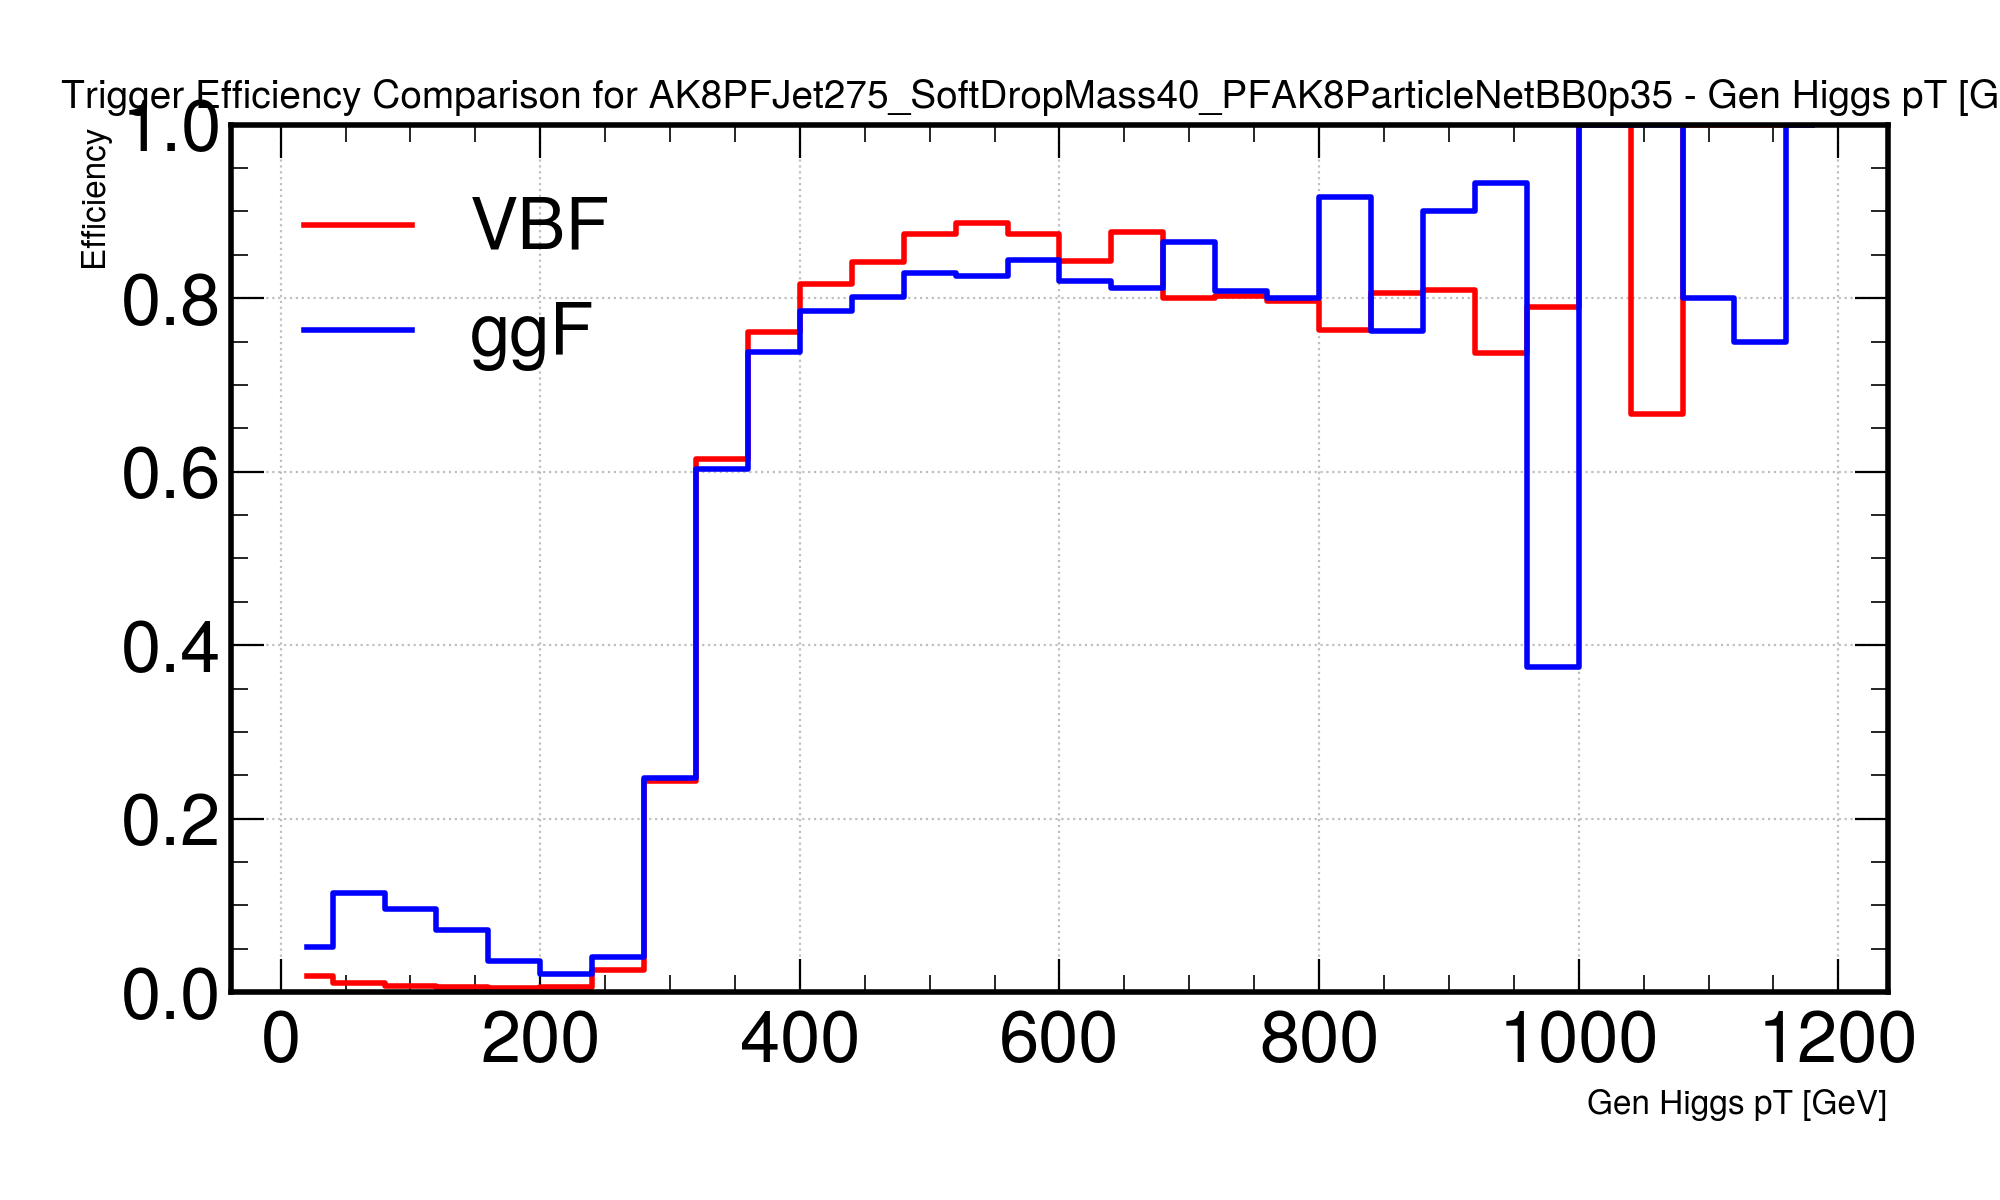 Trigger Efficiency Comparison for AK8PFJet275_SoftDropMass40_PFAK8ParticleNetBB0p35 - Gen Higgs pT [G
Efficiency
1.0
0.8
0.6
0.4
0.2
0.0
VBF
ggF
0 200 400 600 800 1000 1200
Gen Higgs pT [GeV]